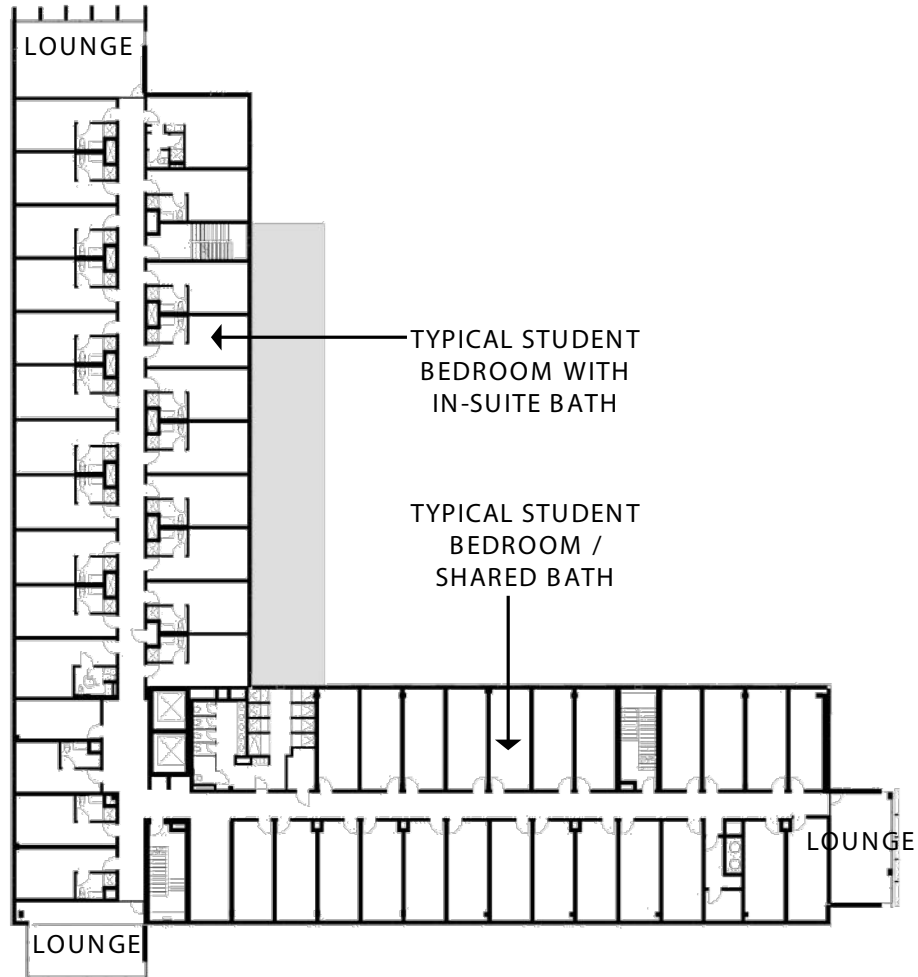 LOUNGE
TYPICAL STUDENT
BEDROOM WITH
IN-SUITE BATH
TYPICAL STUDENT
BEDROOM /
SHARED BATH
LOUNGE
LOUNGE